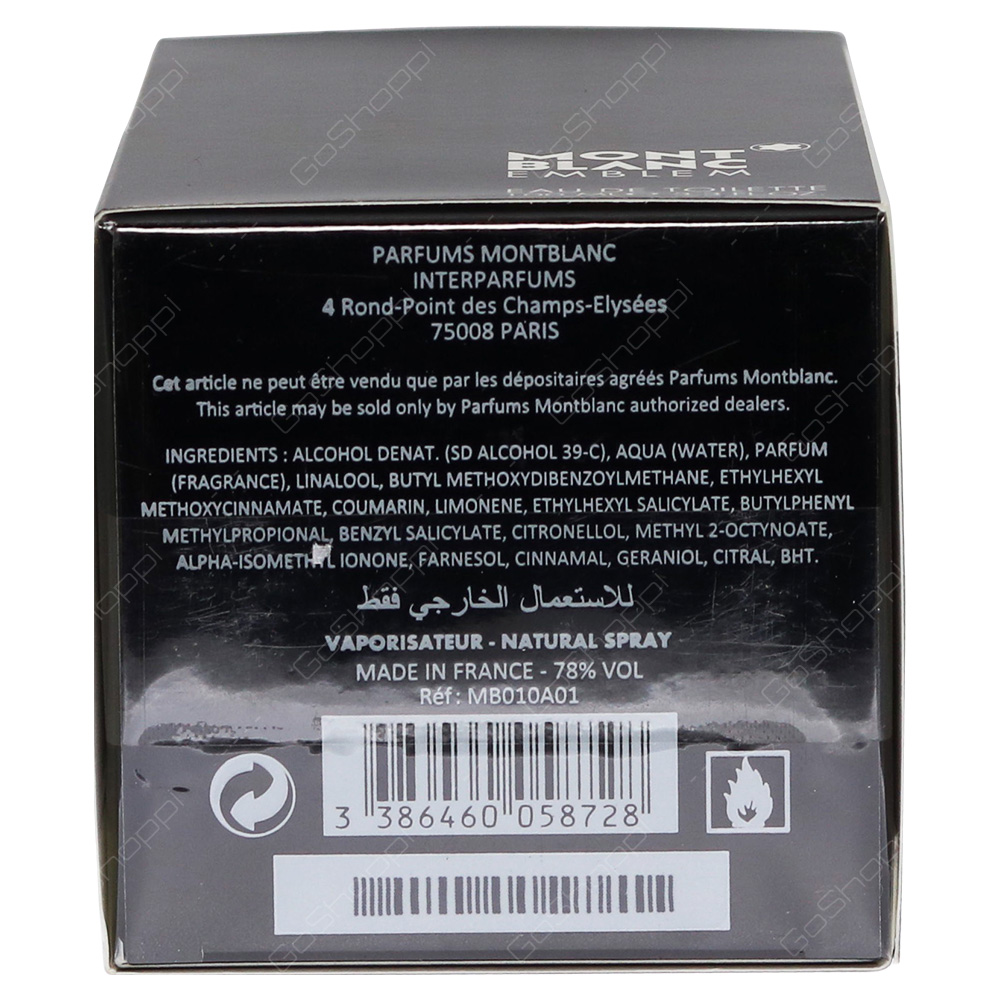 MONT
BLANC
EMBLEM
EAU DE TOILETTE
PARFUMS MONTBLANC
INTERPARFUMS
4 Rond-Point des Champs-Elysées
75008 PARIS
Cet article ne peut être vendu que par les dépositaires agréés Parfums Montblanc.
This article may be sold only by Parfums Montblanc authorized dealers.
INGREDIENTS : ALCOHOL DENAT. (SD ALCOHOL 39-C), AQUA (WATER), PARFUM
(FRAGRANCE), LINALOOL, BUTYL METHOXYDIBENZOYLMETHANE, ETHYLHEXYL
METHOXYCINNAMATE, COUMARIN, LIMONENE, ETHYLHEXYL SALICYLATE, BUTYLPHENYL
METHYLPROPIONAL, BENZYL SALICYLATE, CITRONELLOL, METHYL 2-OCTYNOATE,
ALPHA-ISOMETHYL IONONE, FARNESOL, CINNAMAL, GERANIOL, CITRAL, BHT.
للاستعمال الخارجي فقط
VAPORISATEUR - NATURAL SPRAY
MADE IN FRANCE - 78% VOL
Réf : MB010A01
3 386460 058728
GoShoppi